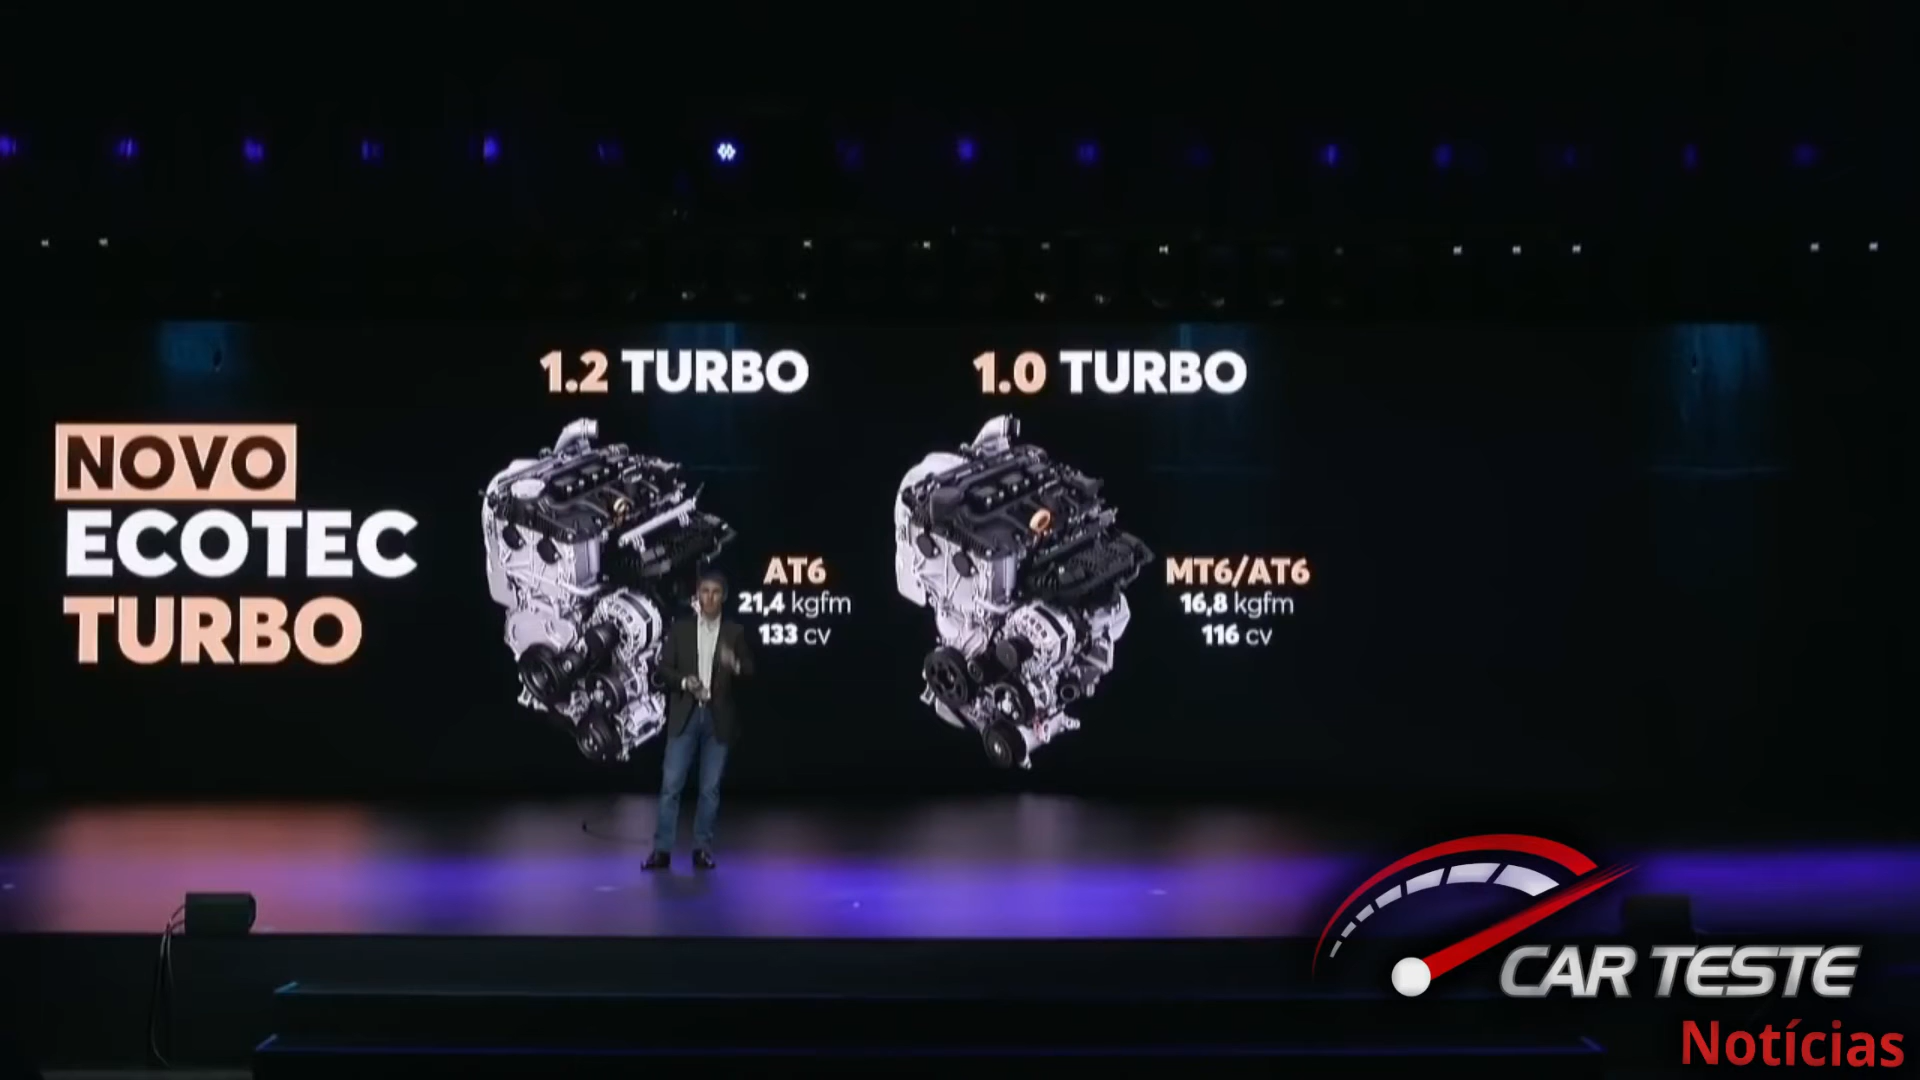 NOVO
ECOTEC
TURBO
1.2 TURBO
AT6
21,4 kgfm
133 cv
1.0 TURBO
MT6/AT6
16,8 kgfm
116 cv
CAR TESTE
Notícias